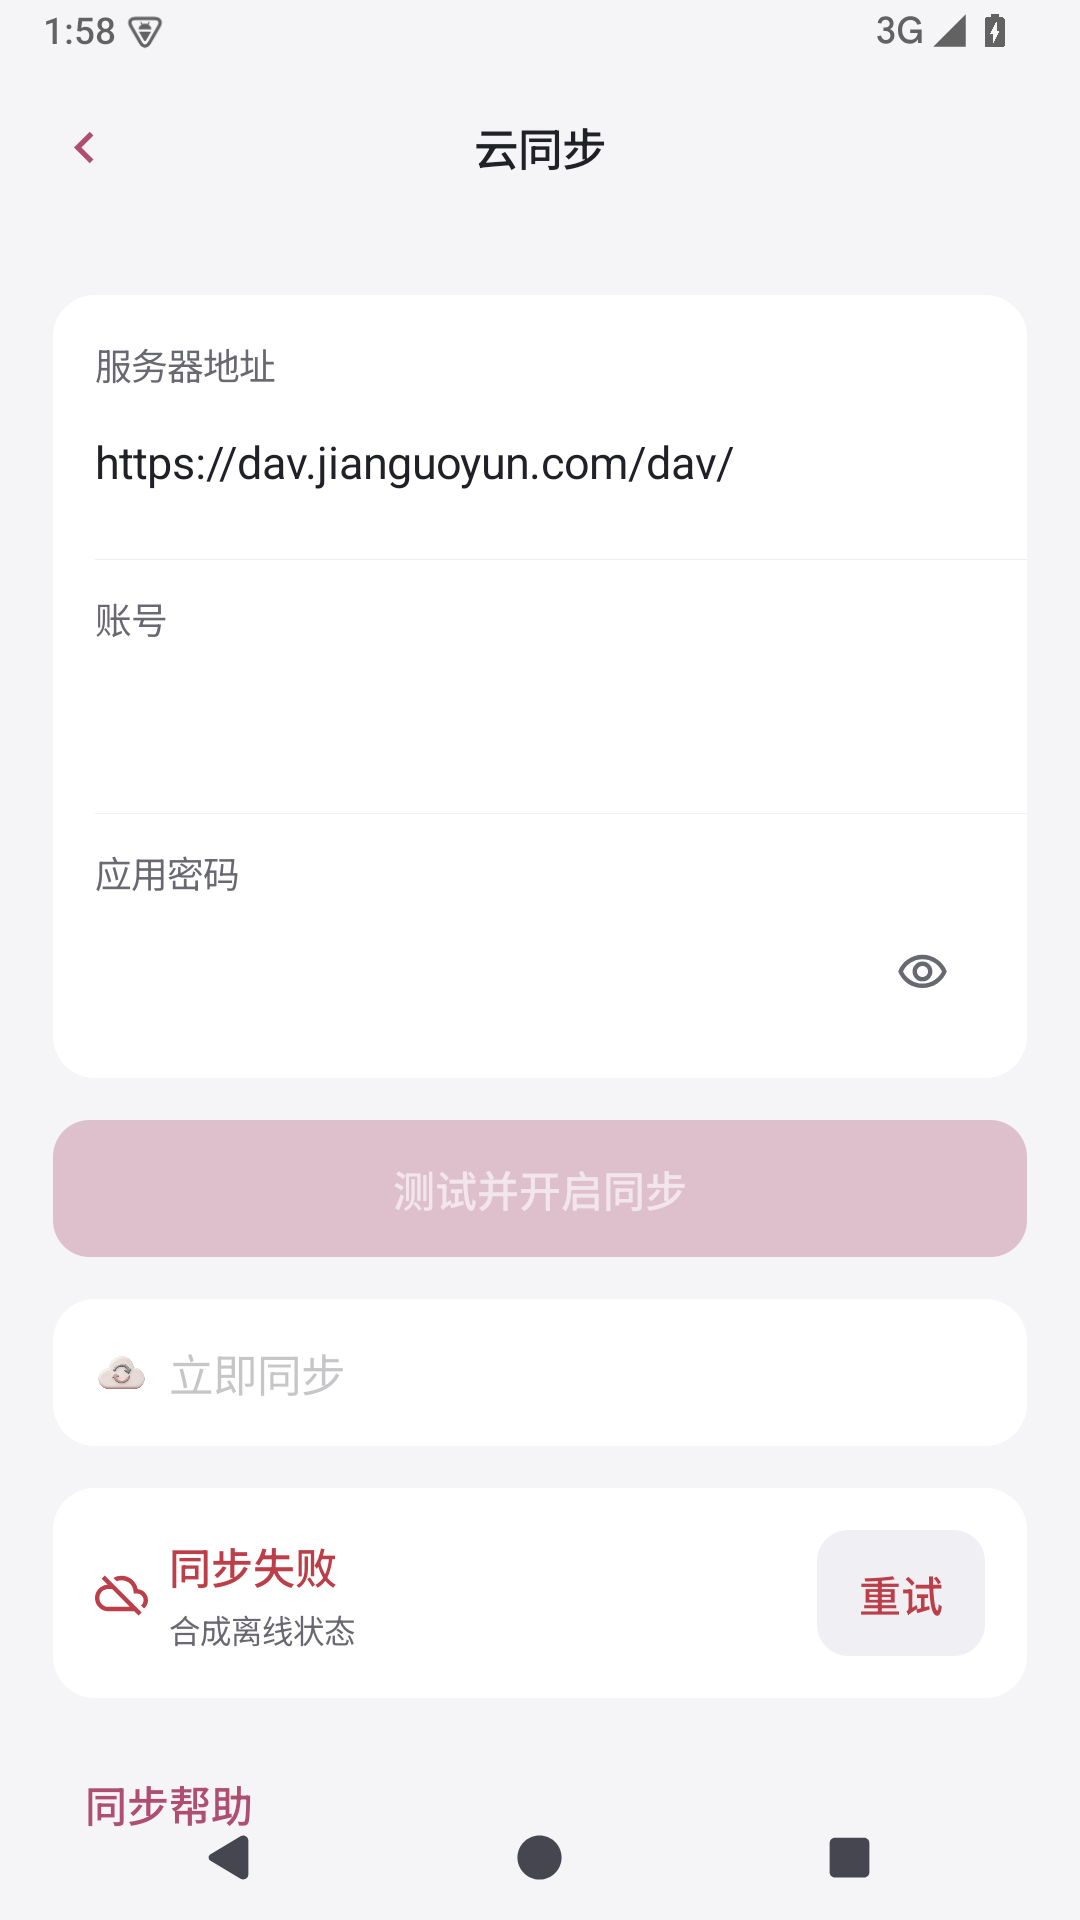 1:58
3G
云同步
服务器地址
https://dav.jianguoyun.com/dav/
账号
应用密码
测试并开启同步
立即同步
同步失败
合成离线状态
重试
同步帮助